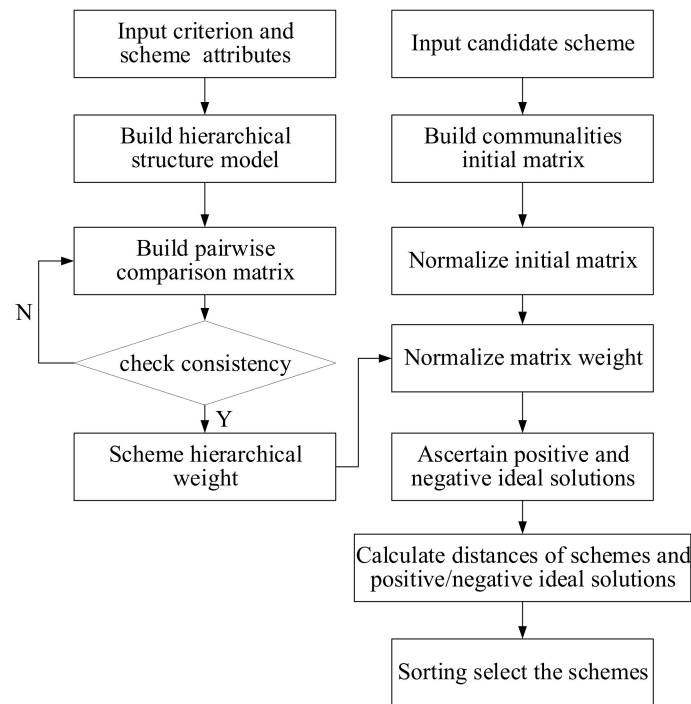 Input criterion and
scheme attributes
Build hierarchical
structure model
Build pairwise
comparison matrix
N
check consistency
Y
Scheme hierarchical
weight
Input candidate scheme
Build communalities
initial matrix
Normalize initial matrix
Normalize matrix weight
Ascertain positive and
negative ideal solutions
Calculate distances of schemes and
positive/negative ideal solutions
Sorting select the schemes